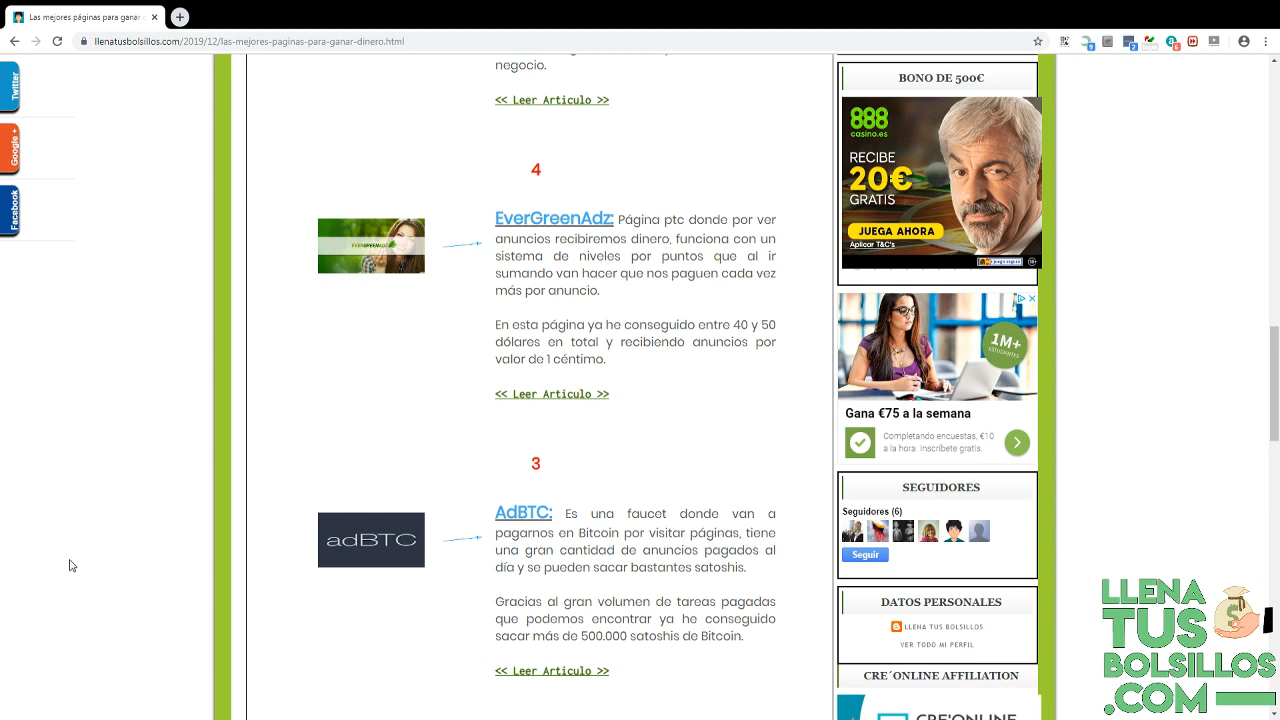 Las mejores páginas para ganar
llenatusbolsillos.com/2019/12/las-mejores-paginas-para-ganar-dinero.html
Twitter
Google +
Facebook
negocio.
<< Leer Articulo >>
4
EVERGREENADZ
EverGreenAdz: Página ptc donde por ver
anuncios recibiremos dinero, funciona con un
sistema de niveles por puntos que al ir
sumando van hacer que nos paguen cada vez
más por anuncio.
En esta página ya he conseguido entre 40 y 50
dólares en total y recibiendo anuncios por
valor de 1 céntimo.
<< Leer Articulo >>
3
adBTC
AdBTC: Es una faucet donde van a
pagarnos en Bitcoin por visitar páginas, tiene
una gran cantidad de anuncios pagados al
día y se pueden sacar bastantes satoshis.
Gracias al gran volumen de tareas pagadas
que podemos encontrar ya he conseguido
sacar más de 500.000 satoshis de Bitcoin.
<< Leer Articulo >>
BONO DE 500€
888
casino.es
RECIBE
20€
GRATIS
JUEGA AHORA
Aplicar T&C's
1M+
ESTUDIANTES
Gana €75 a la semana
Completando encuestas, €10
a la hora. Inscríbete gratis.
SEGUIDORES
Seguidores (6)
Seguir
DATOS PERSONALES
LLENA TUS BOLSILLOS
VER TODO MI PERFIL
CRE´ONLINE AFFILIATION
CRE'ONLINE
LLENA
TUS
BOLSILLOS
.COM